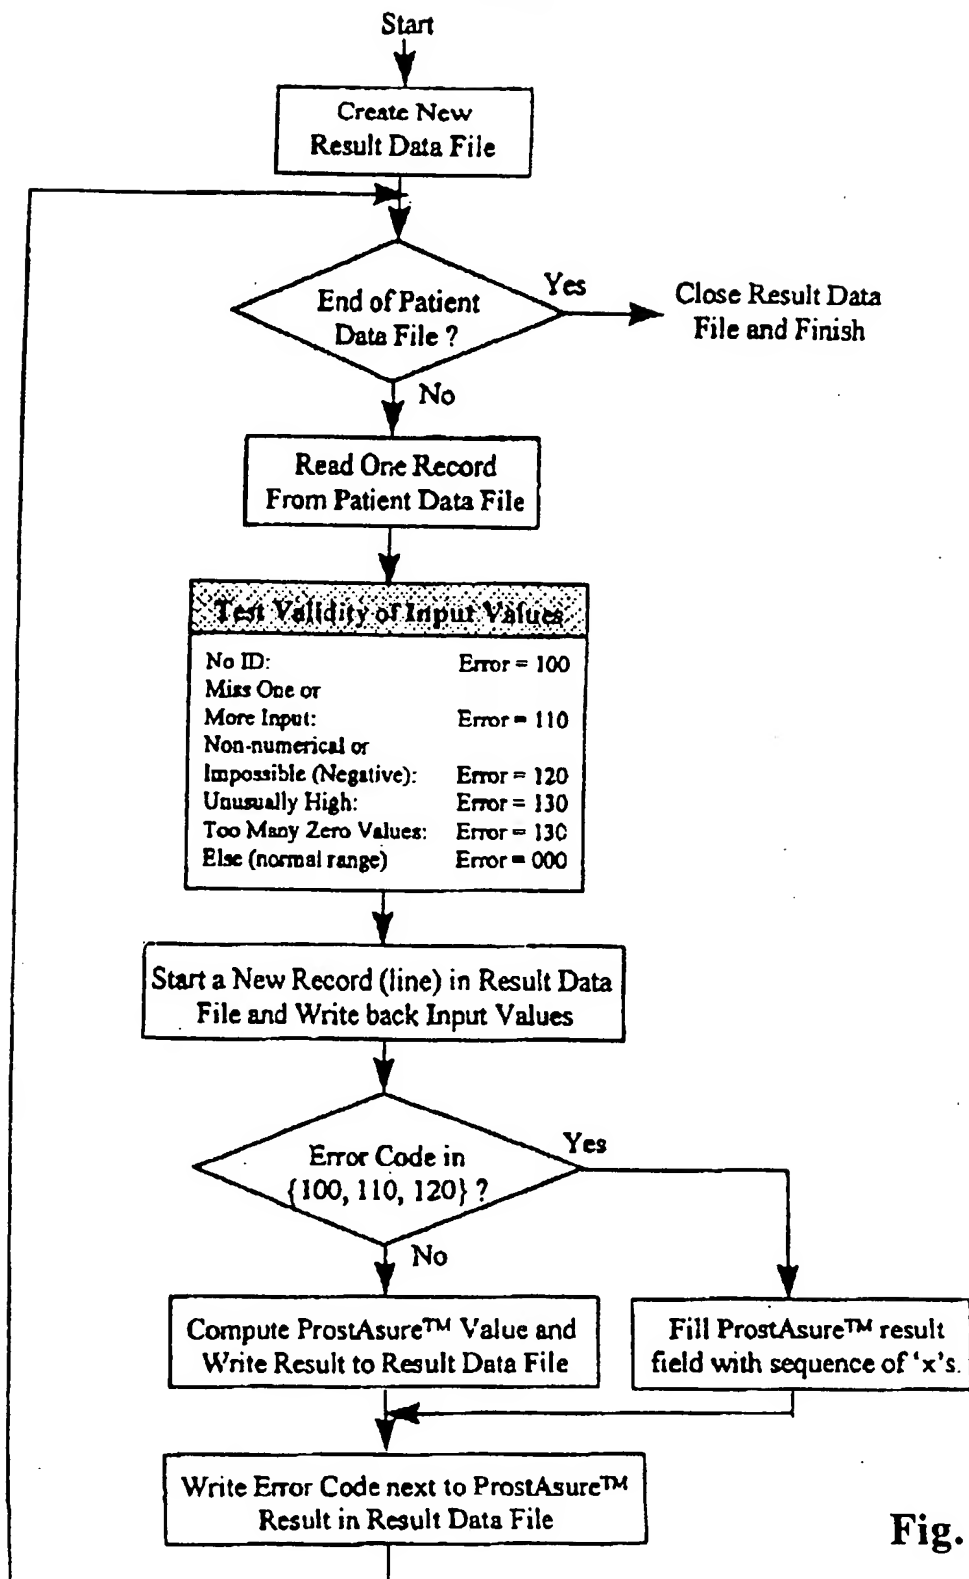 Start
Create New
Result Data File
End of Patient
Data File ?
Yes
Close Result Data
File and Finish
No
Read One Record
From Patient Data File
Test Validity of Input Values
No ID: Error = 100
Miss One or
More Input: Error = 110
Non-numerical or
Impossible (Negative): Error = 120
Unusually High: Error = 130
Too Many Zero Values: Error = 130
Else (normal range) Error = 000
Start a New Record (line) in Result Data
File and Write back Input Values
Error Code in
{100, 110, 120} ?
Yes
No
Compute ProstAsure™ Value and
Write Result to Result Data File
Fill ProstAsure™ result
field with sequence of ‘x’s.
Write Error Code next to ProstAsure™
Result in Result Data File
Fig.